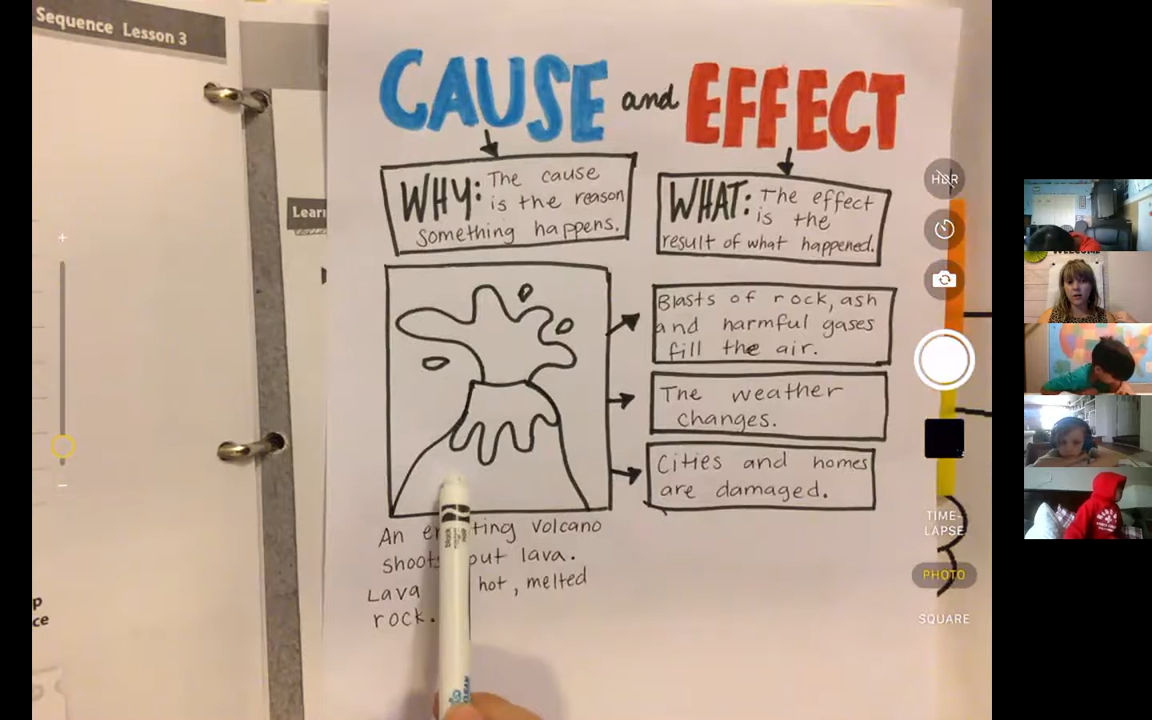 Sequence Lesson 3
CAUSE and EFFECT
WHY: The cause
is the reason
something happens.
WHAT: The effect
is the
result of what happened.
Blasts of rock, ash
and harmful gases
fill the air.
The weather
changes.
Cities and homes
are damaged.
An volcano
shoots out lava.
Lava hot, melted
rock.
HDR
TIME-
LAPSE
PHOTO
SQUARE